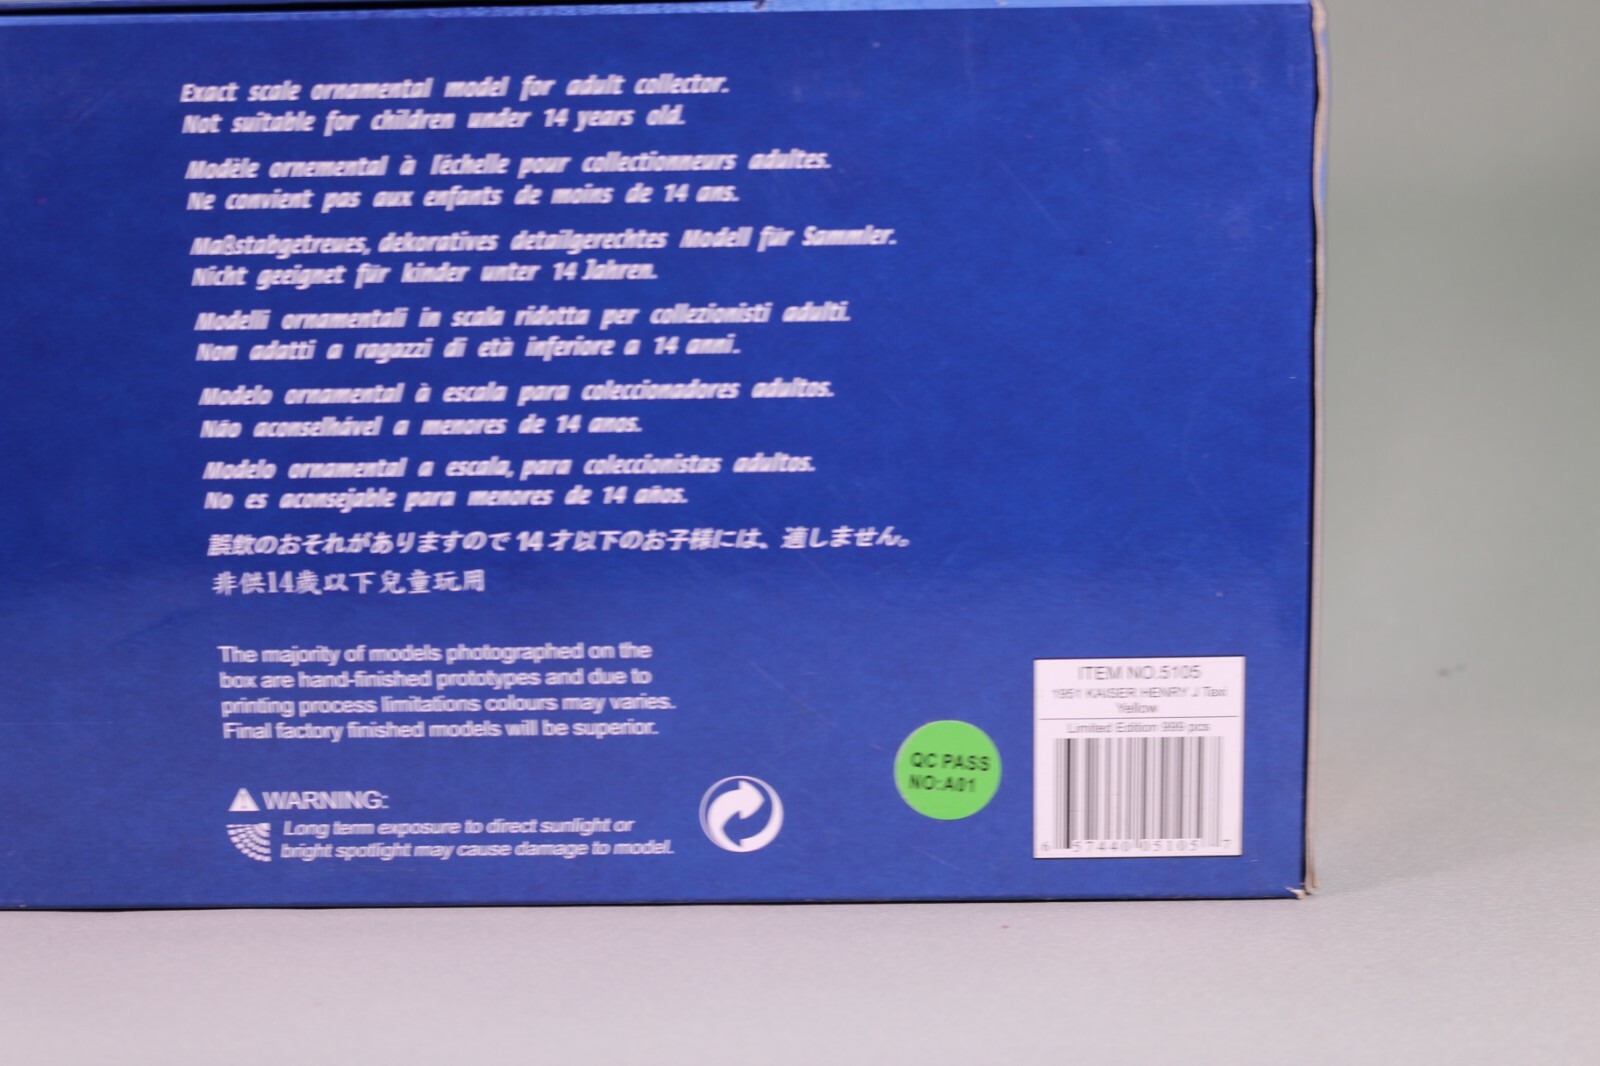 Exact scale ornamental model for adult collector.
Not suitable for children under 14 years old.
Modèle ornemental à l'échelle pour collectionneurs adultes.
Ne convient pas aux enfants de moins de 14 ans.
Maßstabgetreues, dekoratives detailgerechtes Modell für Sammler.
Nicht geeignet für kinder unter 14 Jahren.
Modelli ornamentali in scala ridotta per collezionisti adulti.
Non adatti a ragazzi di età inferiore a 14 anni.
Modelo ornamental à escala para coleccionadores adultos.
Não aconselhável a menores de 14 anos.
Modelo ornamental a escala, para coleccionistas adultos.
No es aconsejable para menores de 14 años.
誤飲のおそれがありますので 14 才以下のお子様には、適しません。
非供14歲以下兒童玩用
The majority of models photographed on the
box are hand-finished prototypes and due to
printing process limitations colours may varies.
Final factory finished models will be superior.
WARNING:
Long term exposure to direct sunlight or
bright spotlight may cause damage to model.
QC PASS
NO:A01
ITEM NO.5105
1951 KAISER HENRY J Taxi
Yellow
Limited Edition 999 pcs
6 57440 05105 7